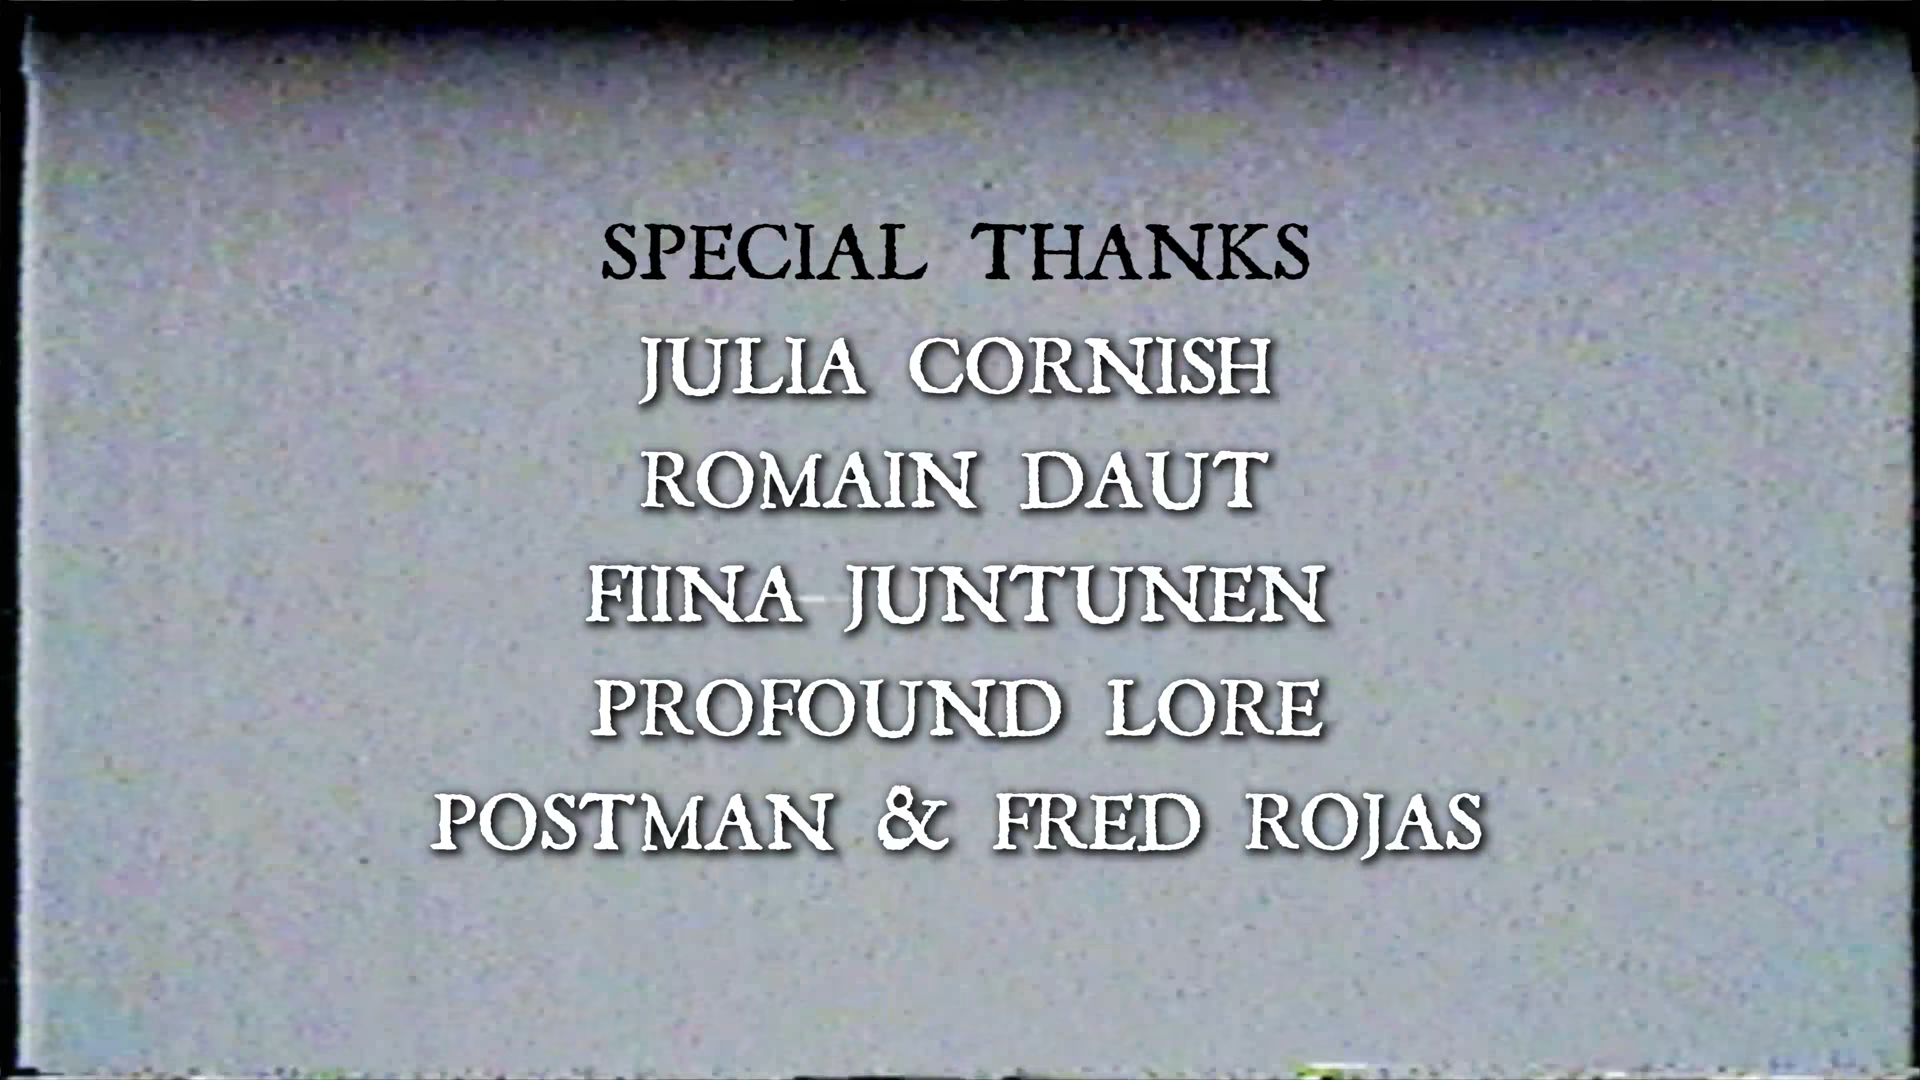 SPECIAL THANKS
JULIA CORNISH
ROMAIN DAUT
FIINA JUNTUNEN
PROFOUND LORE
POSTMAN & FRED ROJAS